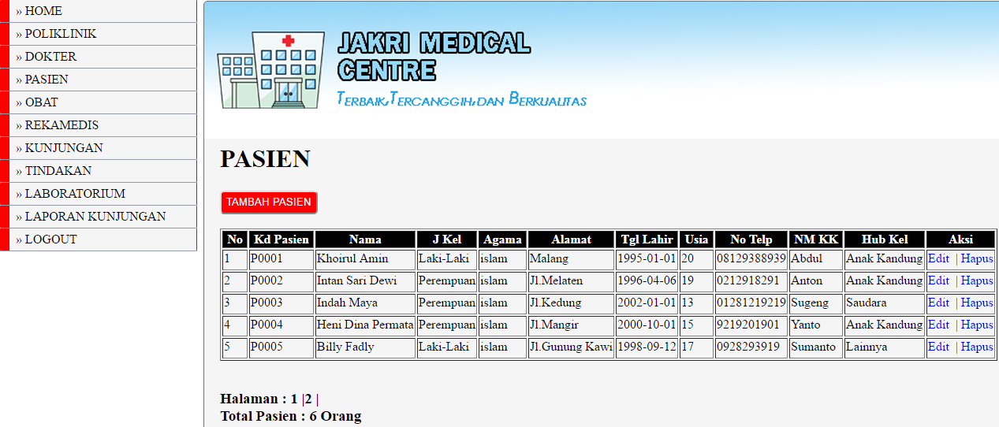 » HOME
» POLIKLINIK
» DOKTER
» PASIEN
» OBAT
» REKAMEDIS
» KUNJUNGAN
» TINDAKAN
» LABORATORIUM
» LAPORAN KUNJUNGAN
» LOGOUT
JAKRI MEDICAL
CENTRE
TERBAIK,TERCANGGIH,DAN BERKUALITAS
PASIEN
TAMBAH PASIEN
No Kd Pasien Nama J Kel Agama Alamat Tgl Lahir Usia No Telp NM KK Hub Kel Aksi
1 P0001 Khoirul Amin Laki-Laki islam Malang 1995-01-01 20 08129388939 Abdul Anak Kandung Edit | Hapus
2 P0002 Intan Sari Dewi Perempuan islam Jl.Melaten 1996-04-06 19 0212918291 Anton Anak Kandung Edit | Hapus
3 P0003 Indah Maya Perempuan islam Jl.Kedung 2002-01-01 13 01281219219 Sugeng Saudara Edit | Hapus
4 P0004 Heni Dina Permata Perempuan islam Jl.Mangir 2000-10-01 15 9219201901 Yanto Anak Kandung Edit | Hapus
5 P0005 Billy Fadly Laki-Laki islam Jl.Gunung Kawi 1998-09-12 17 0928293919 Sumanto Lainnya Edit | Hapus
Halaman : 1 |2 |
Total Pasien : 6 Orang